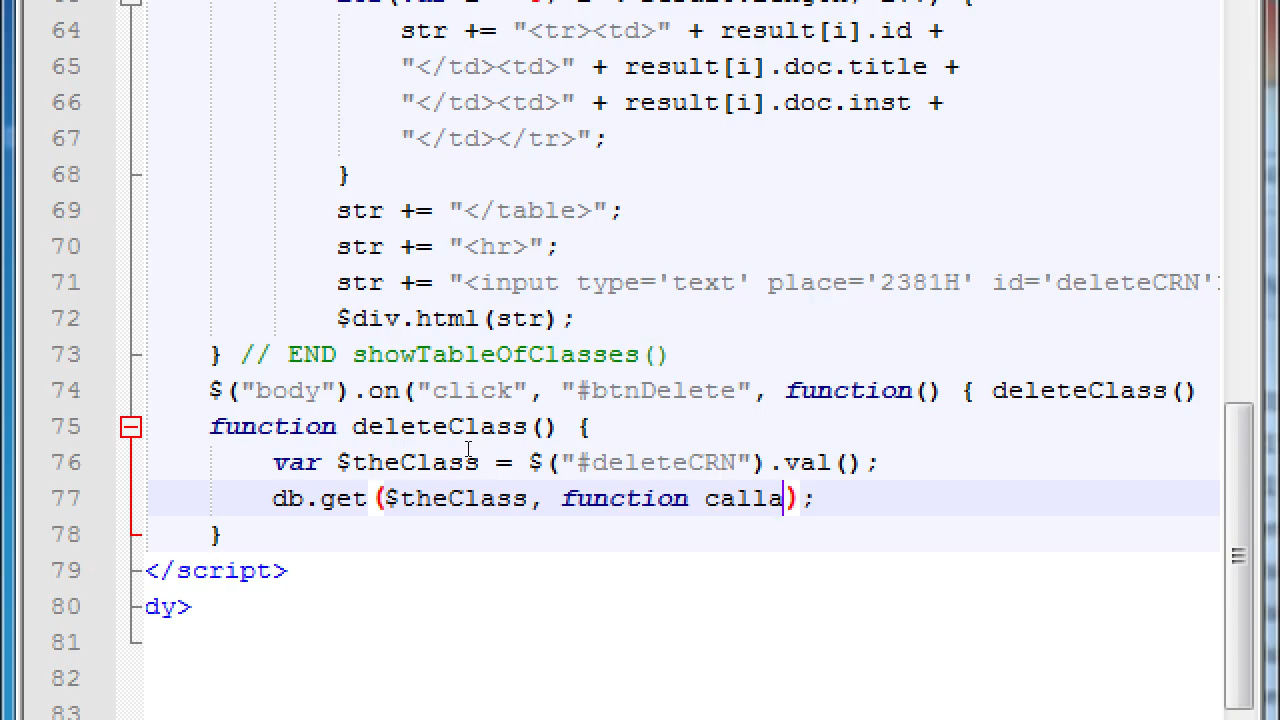 64 str += "<tr><td>" + result[i].id +
65 "</td><td>" + result[i].doc.title +
66 "</td><td>" + result[i].doc.inst +
67 "</td></tr>";
68 }
69 str += "</table>";
70 str += "<hr>";
71 str += "<input type='text' place='2381H' id='deleteCRN'
72 $div.html(str);
73 } // END showTableOfClasses()
74 $("body").on("click", "#btnDelete", function() { deleteClass()
75 function deleteClass() {
76 var $theClass = $("#deleteCRN").val();
77 db.get($theClass, function calla);
78 }
79 </script>
80 dy>
81
82
83